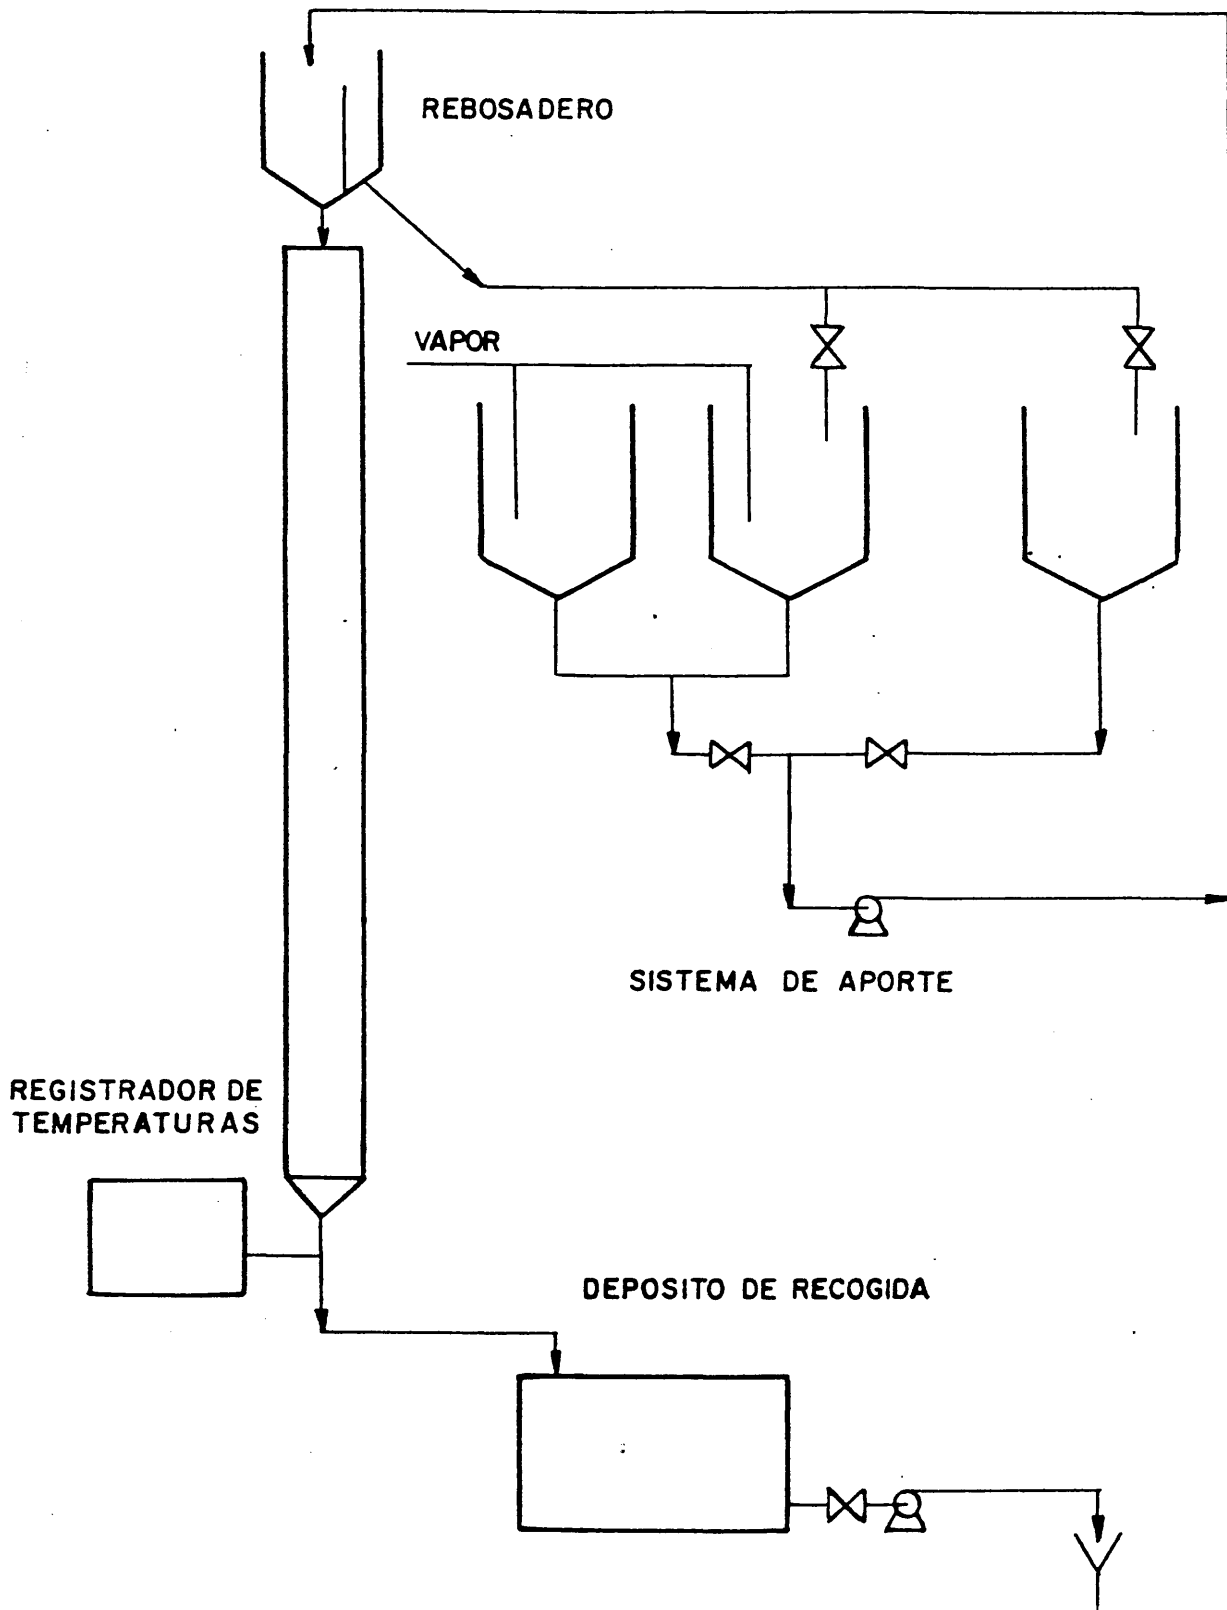 REBOSADERO
VAPOR
SISTEMA DE APORTE
REGISTRADOR DE
TEMPERATURAS
DEPOSITO DE RECOGIDA